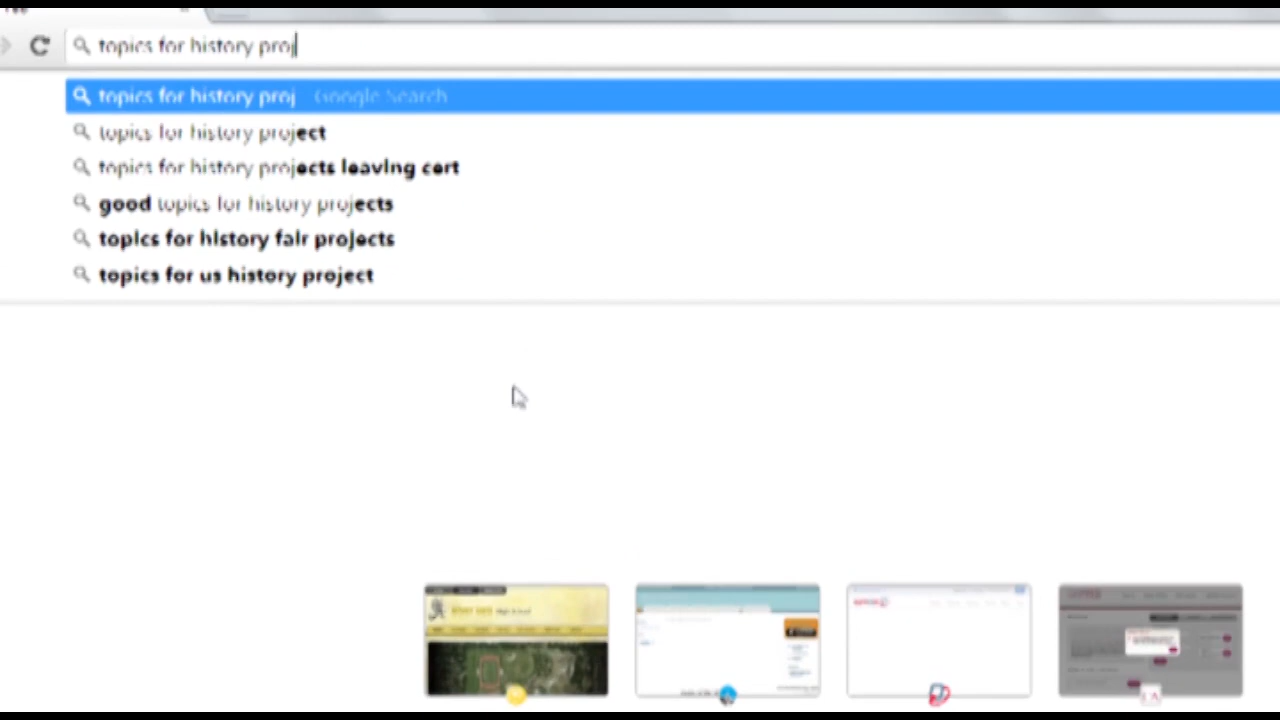 topics for history proj
topics for history proj Google Search
topics for history project
topics for history projects leaving cert
good topics for history projects
topics for history fair projects
topics for us history project